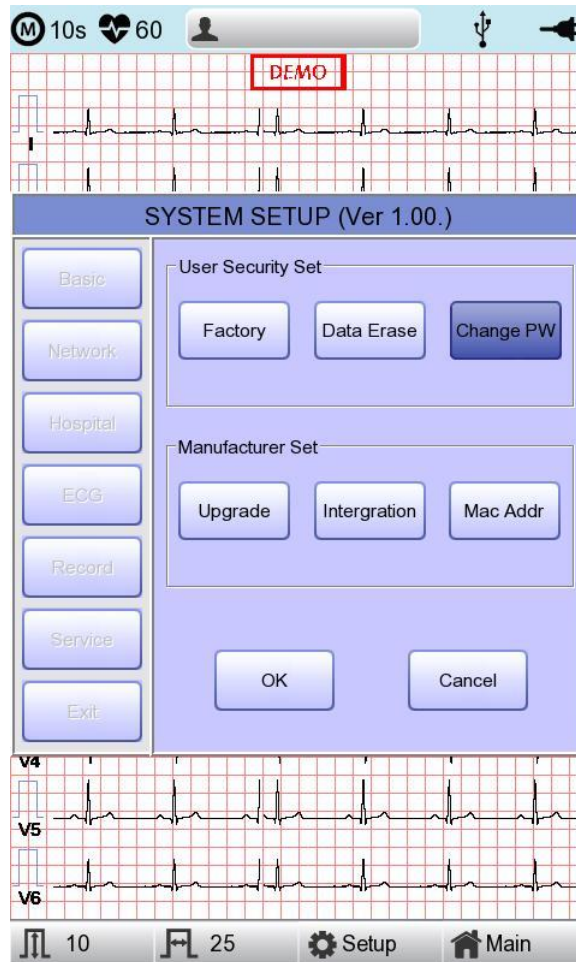 M 10s 60
DEMO
I
SYSTEM SETUP (Ver 1.00.)
Basic
Network
Hospital
ECG
Record
Service
Exit
User Security Set
Factory Data Erase Change PW
Manufacturer Set
Upgrade Intergration Mac Addr
OK Cancel
V4
V5
V6
10 25 Setup Main